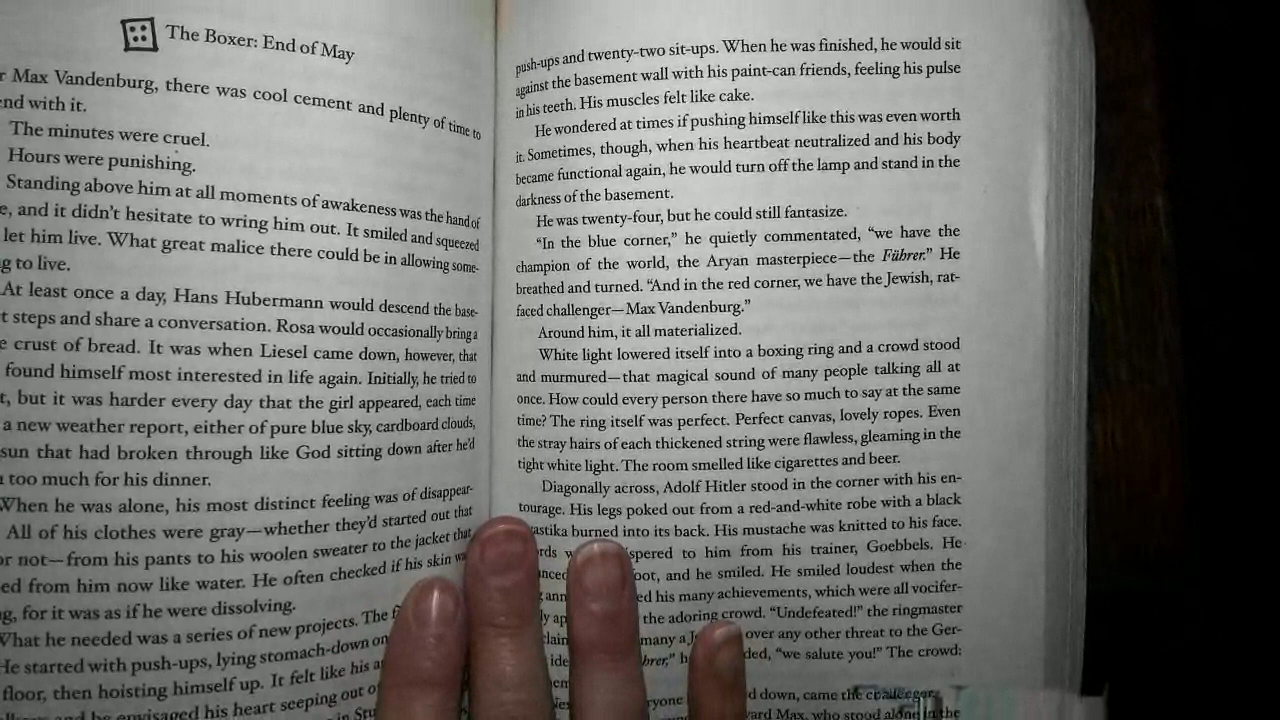 The Boxer: End of May
Max Vandenburg, there was cool cement and plenty of time to
end with it.
The minutes were cruel.
Hours were punishing.
Standing above him at all moments of awakeness was the hand of
and it didn't hesitate to wring him out. It smiled and squeezed
let him live. What great malice there could be in allowing some-
to live.
At least once a day, Hans Hubermann would descend the base-
steps and share a conversation. Rosa would occasionally bring a
crust of bread. It was when Liesel came down, however, that
found himself most interested in life again. Initially, he tried to
but it was harder every day that the girl appeared, each time
a new weather report, either of pure blue sky, cardboard clouds,
sun that had broken through like God sitting down after he'd
too much for his dinner.
When he was alone, his most distinct feeling was of disappear-
All of his clothes were gray—whether they'd started out that
or not—from his pants to his woolen sweater to the jacket that
from him now like water. He often checked if his skin
for it was as if he were dissolving.
What he needed was a series of new projects. The
He started with push-ups, lying stomach-down on
floor, then hoisting himself up. It felt like his
and he envisaged his heart seeping out
in
push-ups and twenty-two sit-ups. When he was finished, he would sit
against the basement wall with his paint-can friends, feeling his pulse
in his teeth. His muscles felt like cake.
He wondered at times if pushing himself like this was even worth
it. Sometimes, though, when his heartbeat neutralized and his body
became functional again, he would turn off the lamp and stand in the
darkness of the basement.
He was twenty-four, but he could still fantasize.
"In the blue corner," he quietly commentated, "we have the
champion of the world, the Aryan masterpiece—the Führer." He
breathed and turned. "And in the red corner, we have the Jewish, rat-
faced challenger—Max Vandenburg."
Around him, it all materialized.
White light lowered itself into a boxing ring and a crowd stood
and murmured—that magical sound of many people talking all at
once. How could every person there have so much to say at the same
time? The ring itself was perfect. Perfect canvas, lovely ropes. Even
the stray hairs of each thickened string were flawless, gleaming in the
tight white light. The room smelled like cigarettes and beer.
Diagonally across, Adolf Hitler stood in the corner with his en-
tourage. His legs poked out from a red-and-white robe with a black
burned into its back. His mustache was knitted to his face.
to him from his trainer, Goebbels. He
and he smiled. He smiled loudest when the
his many achievements, which were all vocifer-
the adoring crowd. "Undefeated!" the ringmaster
many a over any other threat to the Ger-
"we salute you!" The crowd:
down, came the challenger.
Max, who stood alone in the